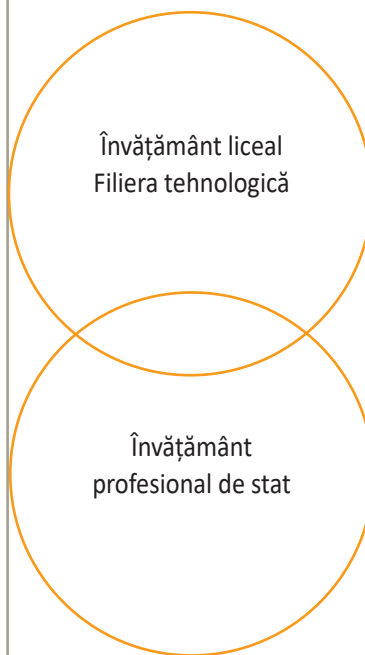 Învățământ liceal
Filiera tehnologică
Învățământ
profesional de stat